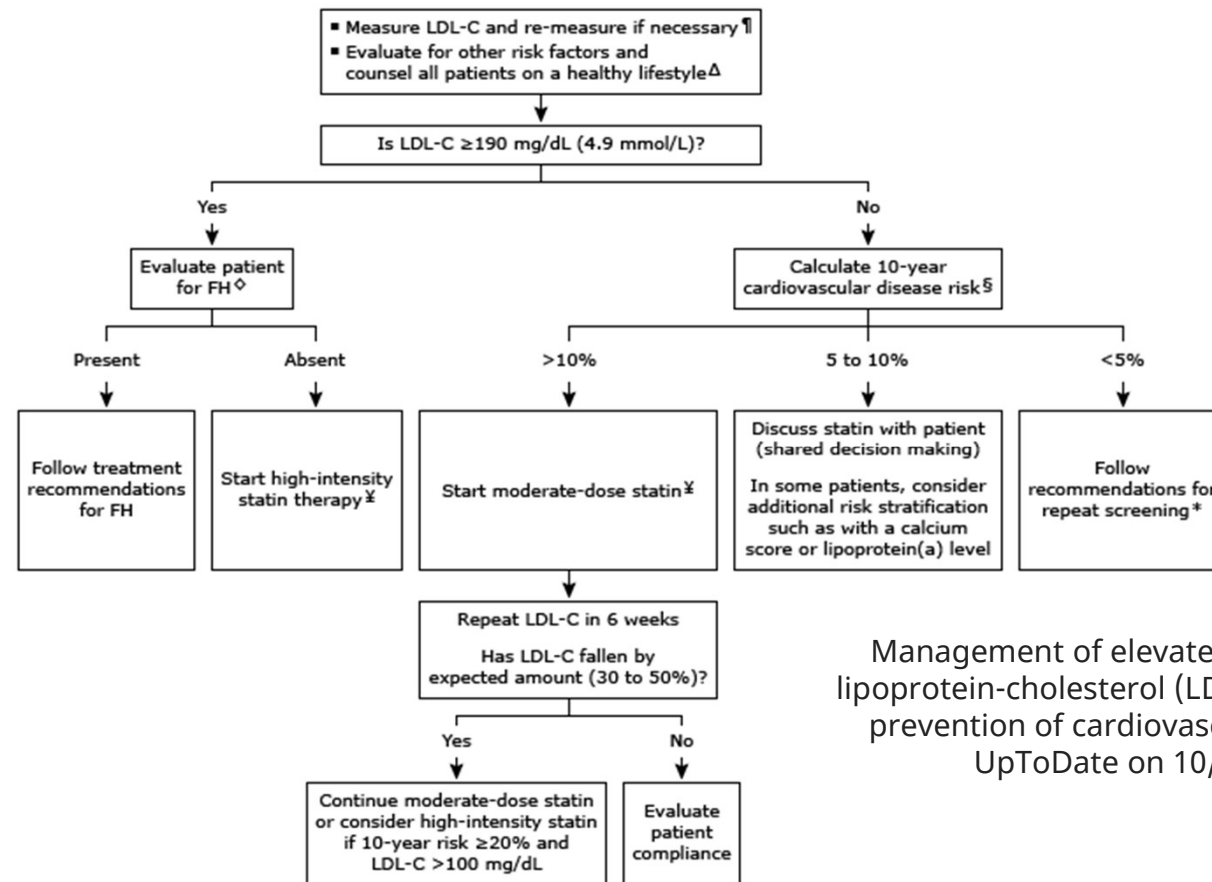 ▪ Measure LDL-C and re-measure if necessary¶
▪ Evaluate for other risk factors and
counsel all patients on a healthy lifestyleΔ
Is LDL-C ≥190 mg/dL (4.9 mmol/L)?
Yes
No
Evaluate patient
for FH◇
Calculate 10-year
cardiovascular disease risk§
Present
Absent
>10%
5 to 10%
<5%
Follow treatment
recommendations
for FH
Start high-intensity
statin therapy¥
Start moderate-dose statin¥
Discuss statin with patient
(shared decision making)
In some patients, consider
additional risk stratification
such as with a calcium
score or lipoprotein(a) level
Follow
recommendations for
repeat screening*
Repeat LDL-C in 6 weeks
Has LDL-C fallen by
expected amount (30 to 50%)?
Yes
No
Continue moderate-dose statin
or consider high-intensity statin
if 10-year risk ≥20% and
LDL-C >100 mg/dL
Evaluate
patient
compliance
Management of elevate
lipoprotein-cholesterol (LD
prevention of cardiovasc
UpToDate on 10/